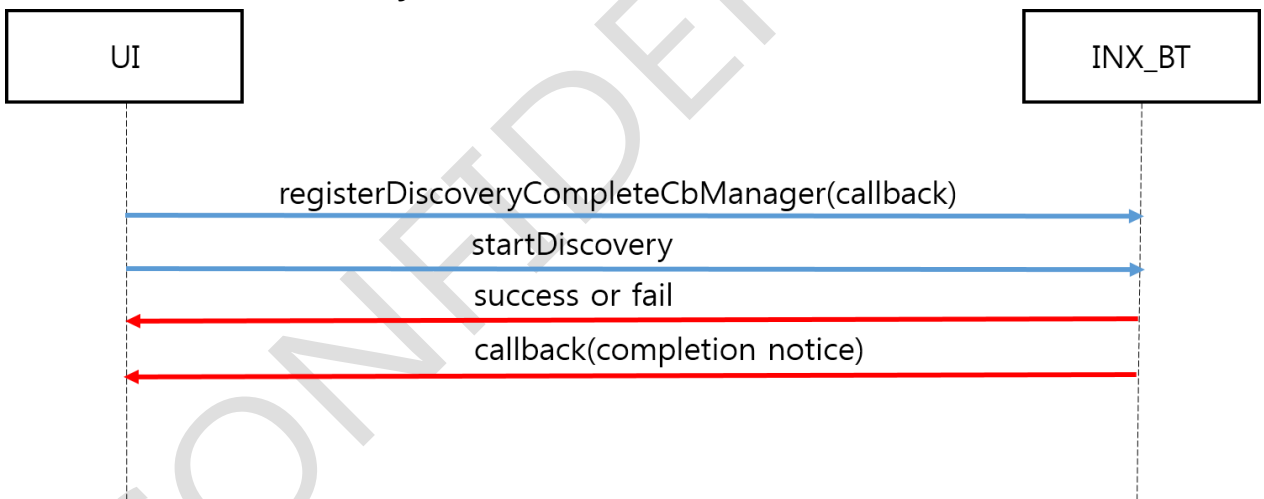 UI
INX_BT
registerDiscoveryCompleteCbManager(callback)
startDiscovery
success or fail
callback(completion notice)